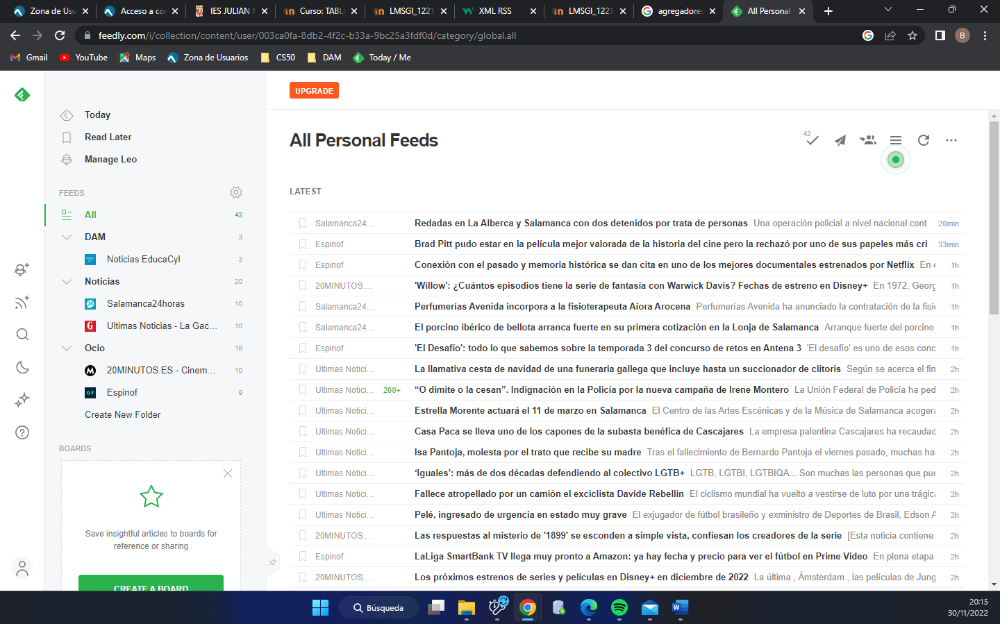 Zona de Usu
Acceso a co
IES JULIAN M
Curso: TABL
LMSGI_1221
XML RSS
LMSGI_1221
agregadores
All Personal
feedly.com/i/collection/content/user/003ca0fa-8db2-4f2c-b33a-9bc25a3fdf0d/category/global.all
B
Gmail
YouTube
Maps
Zona de Usuarios
CS50
DAM
Today / Me
UPGRADE
Today
Read Later
Manage Leo
FEEDS
All 42
DAM 3
Noticias EducaCyl 3
Noticias 20
Salamanca24horas 10
Ultimas Noticias - La Gac... 10
Ocio 19
20MINUTOS.ES - Cinem... 10
Espinof 9
Create New Folder
BOARDS
Save insightful articles to boards for
reference or sharing
CREATE A BOARD
All Personal Feeds
42
LATEST
Salamanca24... Redadas en La Alberca y Salamanca con dos detenidos por trata de personas Una operación policial a nivel nacional cont 20min
Espinof Brad Pitt pudo estar en la película mejor valorada de la historia del cine pero la rechazó por uno de sus papeles más cri 33min
Espinof Conexión con el pasado y memoria histórica se dan cita en uno de los mejores documentales estrenados por Netflix En e 1h
20MINUTOS.... 'Willow': ¿Cuántos episodios tiene la serie de fantasía con Warwick Davis? Fechas de estreno en Disney+ En 1972, Georg 1h
Salamanca24... Perfumerías Avenida incorpora a la fisioterapeuta Aiora Arocena Perfumerías Avenida ha anunciado la contratación de la fisi 1h
Salamanca24... El porcino ibérico de bellota arranca fuerte en su primera cotización en la Lonja de Salamanca Arranque fuerte del porcino 1h
Espinof 'El Desafío': todo lo que sabemos sobre la temporada 3 del concurso de retos en Antena 3 'El desafío' es uno de esos conc 1h
Ultimas Notici... La llamativa cesta de navidad de una funeraria gallega que incluye hasta un succionador de clítoris Según se acerca el fin 2h
Ultimas Notici... 200+ “O dimite o la cesan”. Indignación en la Policía por la nueva campaña de Irene Montero La Unión Federal de Policía ha ped 2h
Ultimas Notici... Estrella Morente actuará el 11 de marzo en Salamanca El Centro de las Artes Escénicas y de la Música de Salamanca acogerá 2h
Ultimas Notici... Casa Paca se lleva uno de los capones de la subasta benéfica de Cascajares La empresa palentina Cascajares ha recaudad 2h
Ultimas Notici... Isa Pantoja, molesta por el trato que recibe su madre Tras el fallecimiento de Bernardo Pantoja el viernes pasado, muchas ha 2h
Ultimas Notici... ‘Iguales’: más de dos décadas defendiendo al colectivo LGTB+ LGTB, LGTBI, LGTBIQA... Son muchas las personas que pue 2h
Ultimas Notici... Fallece atropellado por un camión el exciclista Davide Rebellin El ciclismo mundial ha vuelto a vestirse de luto por una trágica 2h
Ultimas Notici... Pelé, ingresado de urgencia en estado muy grave El exjugador de fútbol brasileño y exministro de Deportes de Brasil, Edson A 2h
20MINUTOS.... Las respuestas al misterio de '1899' se esconden a simple vista, confiesan los creadores de la serie [Esta noticia contiene 2h
Espinof LaLiga SmartBank TV llega muy pronto a Amazon: ya hay fecha y precio para ver el fútbol en Prime Video En plena etapa 2h
20MINUTOS.... Los próximos estrenos de series y películas en Disney+ en diciembre de 2022 La última , Ámsterdam , las películas de Jung 2h
Búsqueda
20:15
30/11/2022